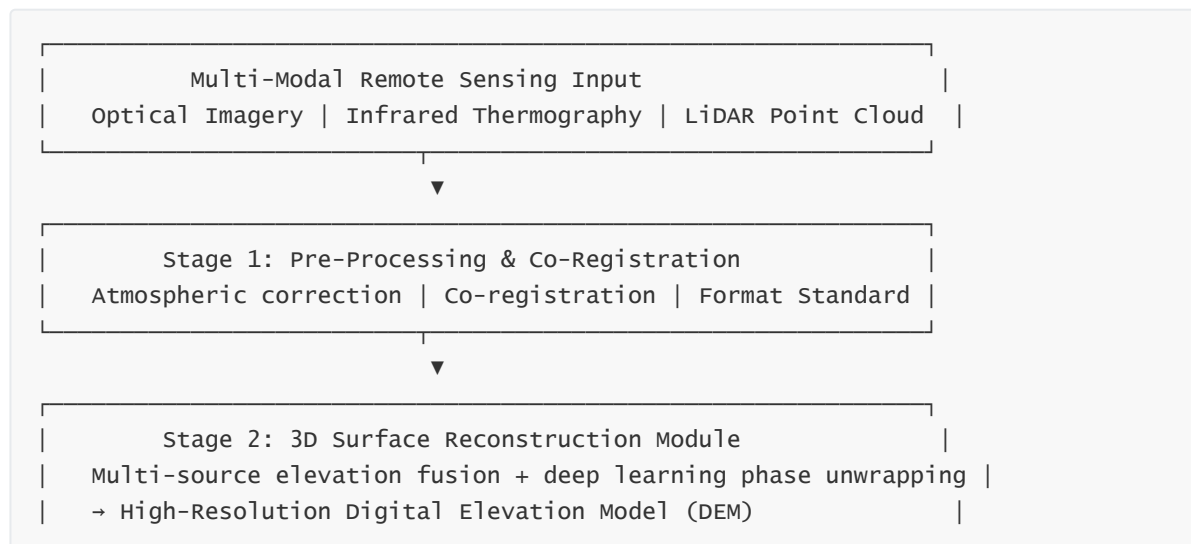 Multi-Modal Remote Sensing Input
Optical Imagery | Infrared Thermography | LiDAR Point Cloud
▼
Stage 1: Pre-Processing & Co-Registration
Atmospheric correction | Co-registration | Format Standard
▼
Stage 2: 3D Surface Reconstruction Module
Multi-source elevation fusion + deep learning phase unwrapping
→ High-Resolution Digital Elevation Model (DEM)